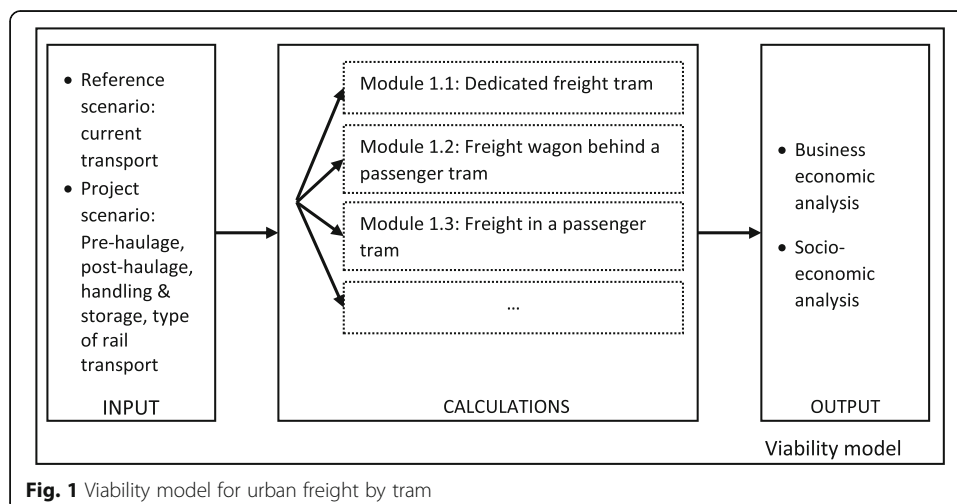 • Reference
scenario:
current
transport
• Project
scenario:
Pre-haulage,
post-haulage,
handling &
storage, type
of rail
transport
INPUT
Module 1.1: Dedicated freight tram
Module 1.2: Freight wagon behind a
passenger tram
Module 1.3: Freight in a passenger
tram
...
CALCULATIONS
• Business
economic
analysis
• Socio-
economic
analysis
OUTPUT
Viability model
Fig. 1 Viability model for urban freight by tram